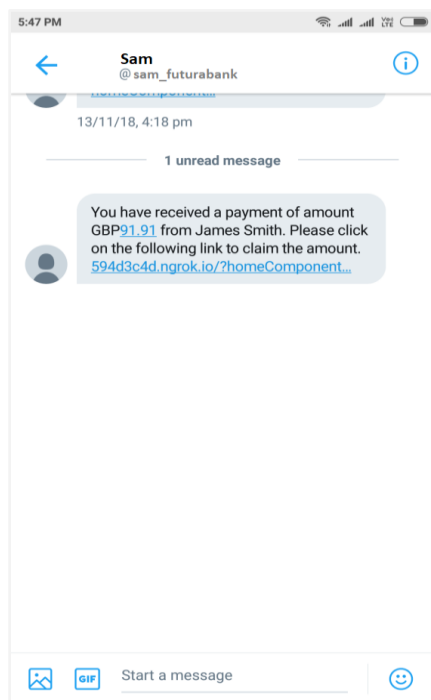 5:47 PM
VoLTE
Sam
@sam_futurabank
13/11/18, 4:18 pm
1 unread message
You have received a payment of amount
GBP91.91 from James Smith. Please click
on the following link to claim the amount.
594d3c4d.ngrok.io/?homeComponent...
GIF
Start a message